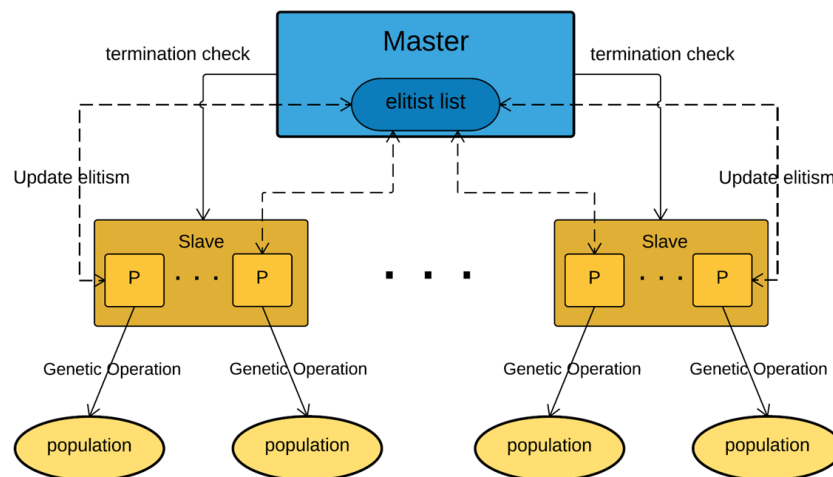 Master
termination check
termination check
elitist list
Update elitism
Update elitism
Slave
Slave
P . . . P
. . .
P . . . P
Genetic Operation
Genetic Operation
Genetic Operation
Genetic Operation
population
population
population
population